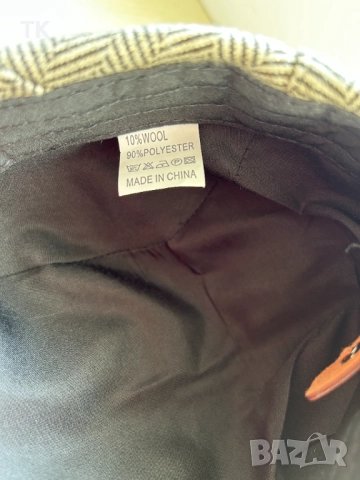 TK
10%WOOL
90%POLYESTER
MADE IN CHINA
BAZAR